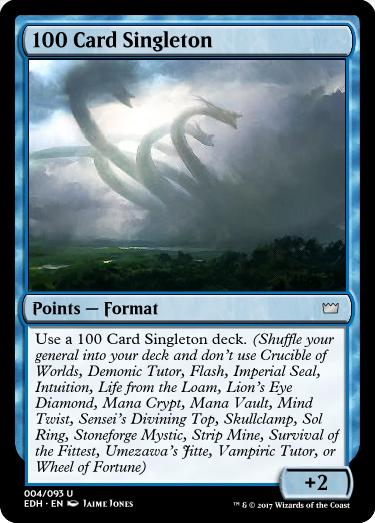 100 Card Singleton
Points — Format
Use a 100 Card Singleton deck. (Shuffle your
general into your deck and don't use Crucible of
Worlds, Demonic Tutor, Flash, Imperial Seal,
Intuition, Life from the Loam, Lion's Eye
Diamond, Mana Crypt, Mana Vault, Mind
Twist, Sensei's Divining Top, Skullclamp, Sol
Ring, Stoneforge Mystic, Strip Mine, Survival of
the Fittest, Umezawa's Jitte, Vampiric Tutor, or
Wheel of Fortune)
+2
004/093 U
EDH • EN Jaime Jones
™ & © 2017 Wizards of the Coast